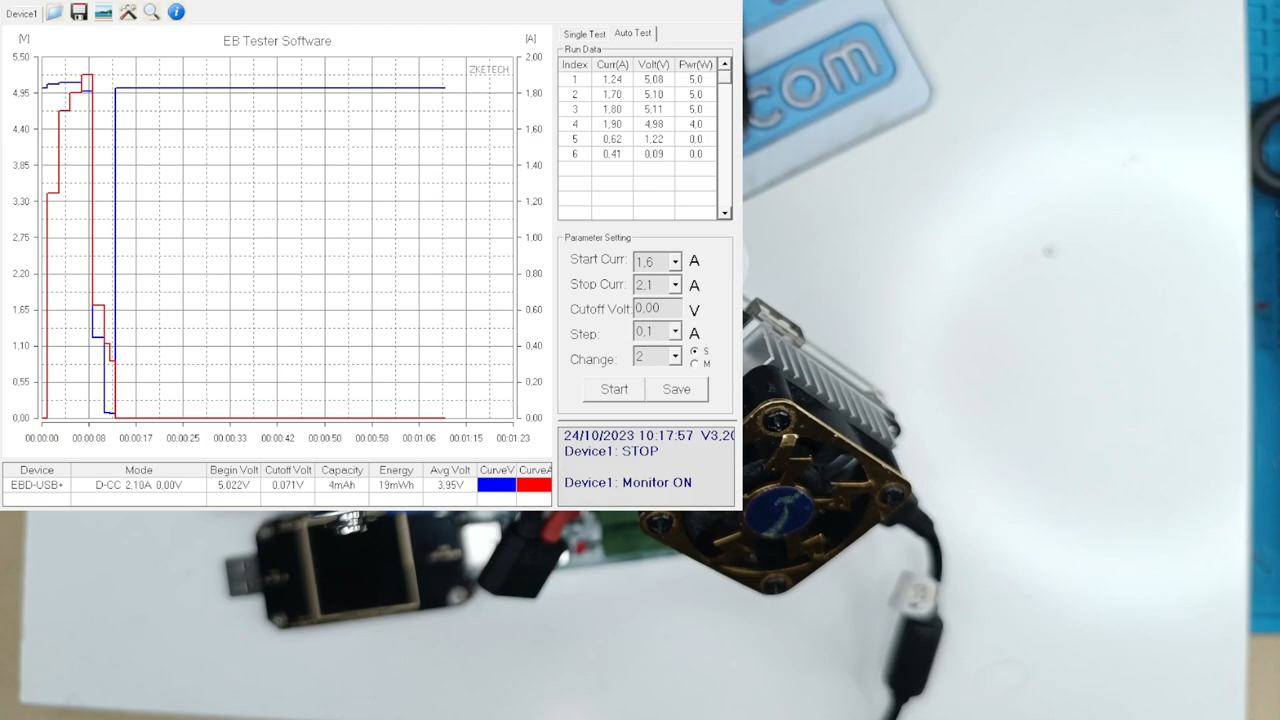 Device1
[V]
EB Tester Software
[A]
ZKETECH
5,50
4,95
4,40
3,85
3,30
2,75
2,20
1,65
1,10
0,55
0,00
2,00
1,80
1,60
1,40
1,20
1,00
0,80
0,60
0,40
0,20
0,00
00:00:00 00:00:08 00:00:17 00:00:25 00:00:33 00:00:42 00:00:50 00:00:58 00:01:06 00:01:15 00:01:23
Device Mode Begin Volt Cutoff Volt Capacity Energy Avg Volt CurveV CurveA
EBD-USB+ D-CC 2.10A 0.00V 5.022V 0.071V 4mAh 19mWh 3.95V
Single Test Auto Test
Run Data
Index Curr(A) Volt(V) Pwr(W)
1 1,24 5,08 5.0
2 1,70 5,10 5.0
3 1,80 5,11 5.0
4 1,90 4,98 4.0
5 0,62 1,22 0.0
6 0,41 0,09 0.0
Parameter Setting
Start Curr: 1,6 A
Stop Curr: 2,1 A
Cutoff Volt: 0,00 V
Step: 0,1 A
Change: 2 S
M
Start Save
24/10/2023 10:17:57 V3,20
Device1: STOP
Device1: Monitor ON
.com